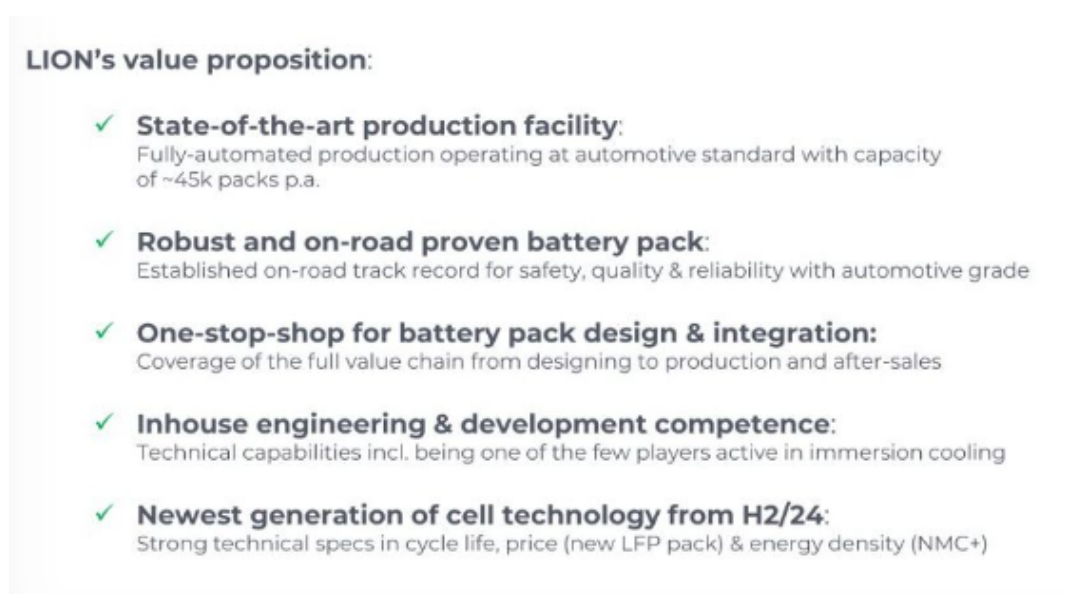 LION's value proposition:
✓ State-of-the-art production facility:
Fully-automated production operating at automotive standard with capacity
of ~45k packs p.a.
✓ Robust and on-road proven battery pack:
Established on-road track record for safety, quality & reliability with automotive grade
✓ One-stop-shop for battery pack design & integration:
Coverage of the full value chain from designing to production and after-sales
✓ Inhouse engineering & development competence:
Technical capabilities incl. being one of the few players active in immersion cooling
✓ Newest generation of cell technology from H2/24:
Strong technical specs in cycle life, price (new LFP pack) & energy density (NMC+)